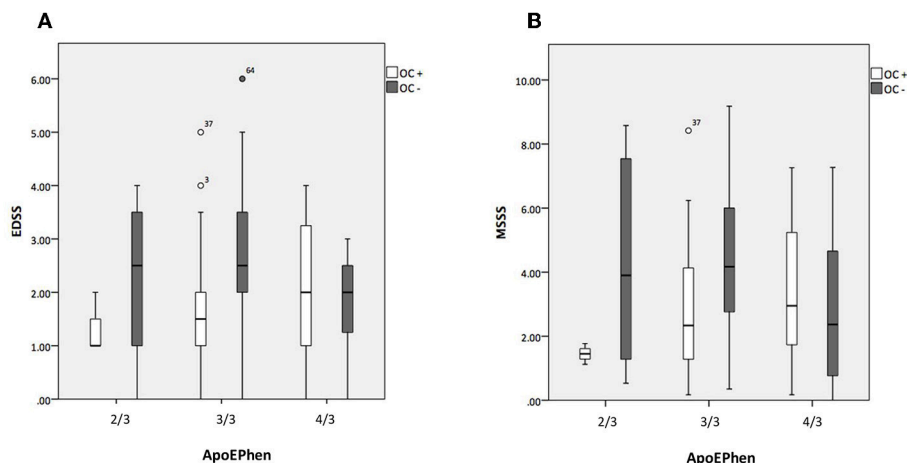 A
6.00
5.00
4.00
3.00
2.00
1.00
.00
EDSS
64
37
3
OC +
OC -
2/3 3/3 4/3
ApoEPhen
B
10.00
8.00
6.00
4.00
2.00
.00
MSSS
37
OC +
OC -
2/3 3/3 4/3
ApoEPhen